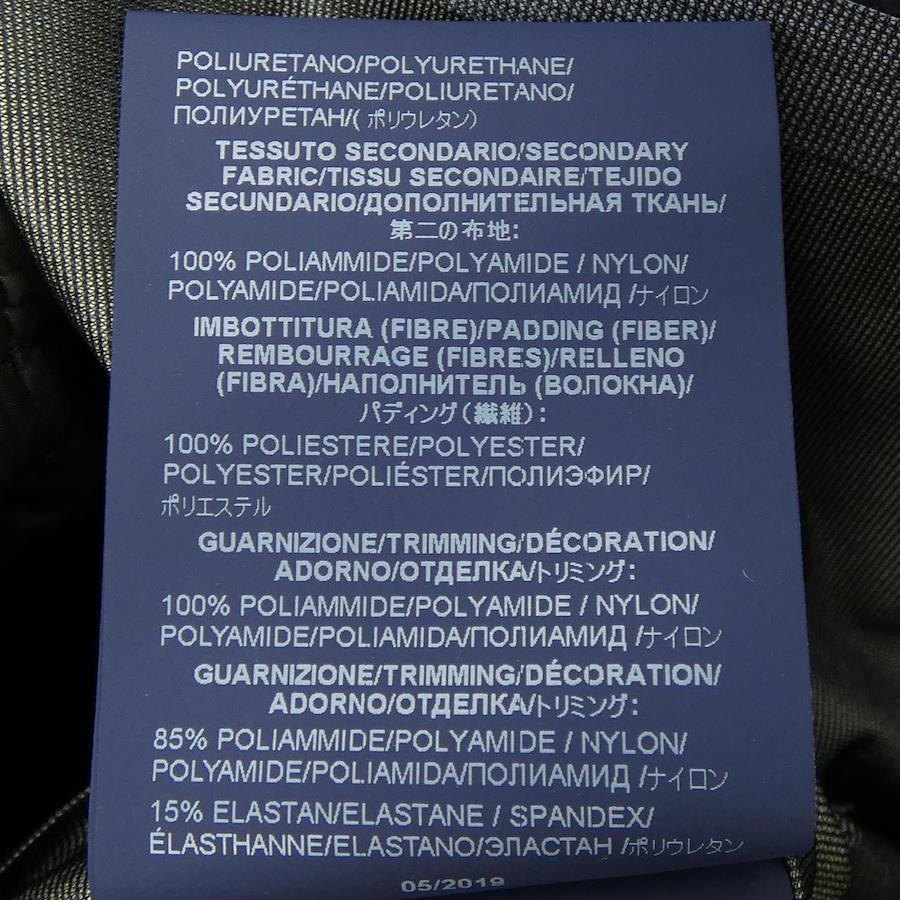 POLIURETANO/POLYURETHANE/
POLYURÉTHANE/POLIURETANO/
ПОЛИУРЕТАН/( ポリウレタン)
TESSUTO SECONDARIO/SECONDARY
FABRIC/TISSU SECONDAIRE/TEJIDO
SECUNDARIO/ДОПОЛНИТЕЛЬНАЯ ТКАНЬ/
第二の布地:
100% POLIAMMIDE/POLYAMIDE / NYLON/
POLYAMIDE/POLIAMIDA/ПОЛИАМИД /ナイロン
IMBOTTITURA (FIBRE)/PADDING (FIBER)/
REMBOURRAGE (FIBRES)/RELLENO
(FIBRA)/НАПОЛНИТЕЛЬ (ВОЛОКНА)/
パディング(繊維):
100% POLIESTERE/POLYESTER/
POLYESTER/POLIÉSTER/ПОЛИЭФИР/
ポリエステル
GUARNIZIONE/TRIMMING/DÉCORATION/
ADORNO/ОТДЕЛКА/トリミング:
100% POLIAMMIDE/POLYAMIDE / NYLON/
POLYAMIDE/POLIAMIDA/ПОЛИАМИД /ナイロン
GUARNIZIONE/TRIMMING/DÉCORATION/
ADORNO/ОТДЕЛКА/トリミング:
85% POLIAMMIDE/POLYAMIDE / NYLON/
POLYAMIDE/POLIAMIDA/ПОЛИАМИД /ナイロン
15% ELASTAN/ELASTANE / SPANDEX/
ÉLASTHANNE/ELASTANO/ЭЛАСТАН /ポリウレタン
05/2019